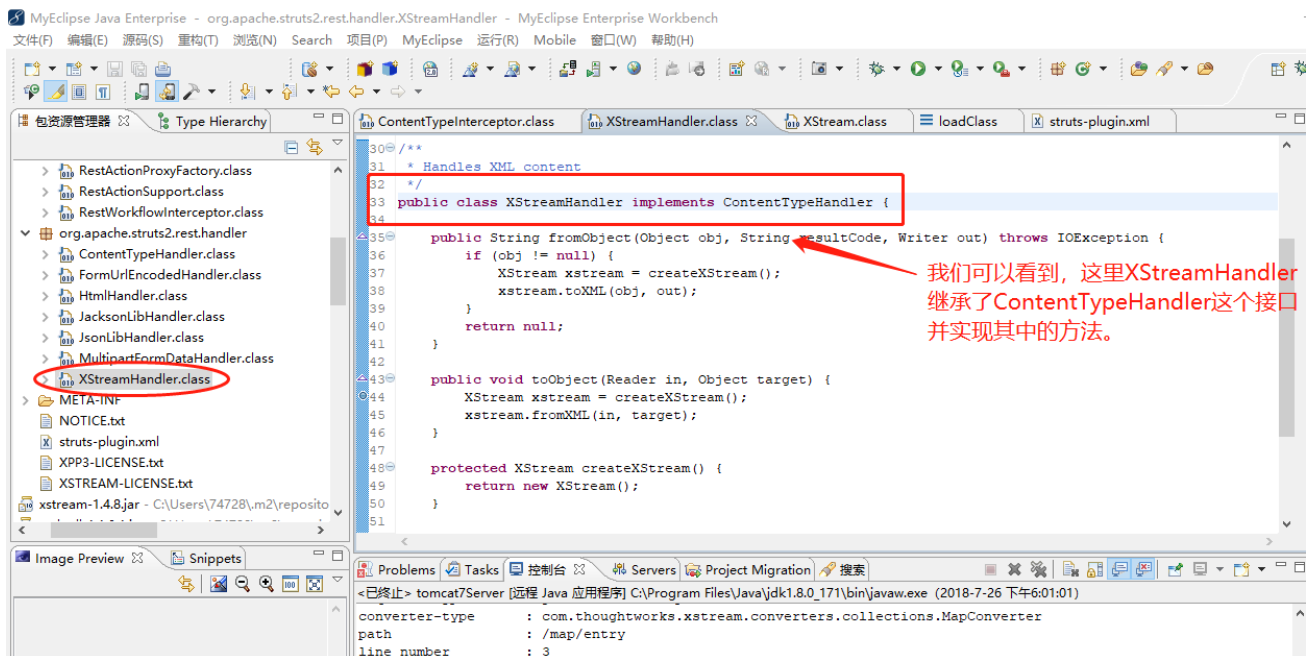 MyEclipse Java Enterprise - org.apache.struts2.rest.handler.XStreamHandler - MyEclipse Enterprise Workbench
文件(F) 编辑(E) 源码(S) 重构(T) 浏览(N) Search 项目(P) MyEclipse 运行(R) Mobile 窗口(W) 帮助(H)
包资源管理器 Type Hierarchy
RestActionProxyFactory.class
RestActionSupport.class
RestWorkflowInterceptor.class
org.apache.struts2.rest.handler
ContentTypeHandler.class
FormUrlEncodedHandler.class
HtmlHandler.class
JacksonLibHandler.class
JsonLibHandler.class
MultipartFormDataHandler.class
XStreamHandler.class
META-INF
NOTICE.txt
struts-plugin.xml
XPP3-LICENSE.txt
XSTREAM-LICENSE.txt
xstream-1.4.8.jar - C:\Users\74728\.m2\reposito
Image Preview Snippets
ContentTypeInterceptor.class XStreamHandler.class XStream.class loadClass struts-plugin.xml
30 /**
31 * Handles XML content
32 */
33 public class XStreamHandler implements ContentTypeHandler {
34
35 public String fromObject(Object obj, String resultCode, Writer out) throws IOException {
36 if (obj != null) {
37 XStream xstream = createXStream();
38 xstream.toXML(obj, out);
39 }
40 return null;
41 }
42
43 public void toObject(Reader in, Object target) {
44 XStream xstream = createXStream();
45 xstream.fromXML(in, target);
46 }
47
48 protected XStream createXStream() {
49 return new XStream();
50 }
51
我们可以看到，这里XStreamHandler
继承了ContentTypeHandler这个接口
并实现其中的方法。
Problems Tasks 控制台 Servers Project Migration 搜索
<已终止> tomcat7Server [远程 Java 应用程序] C:\Program Files\Java\jdk1.8.0_171\bin\javaw.exe（2018-7-26 下午6:01:01）
converter-type : com.thoughtworks.xstream.converters.collections.MapConverter
path : /map/entry
line number : 3